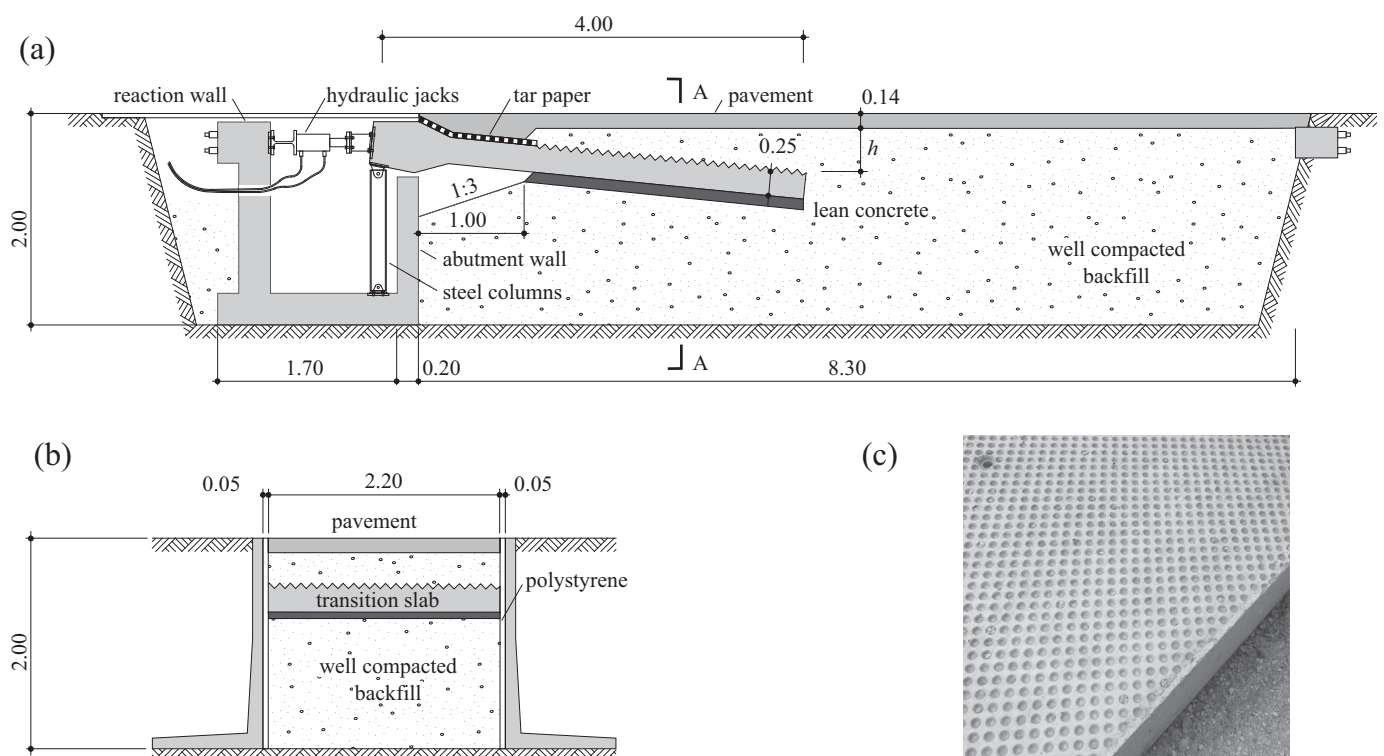 (a)
4.00
reaction wall
hydraulic jacks
tar paper
A
pavement
0.14
0.25
h
2.00
1:3
1.00
lean concrete
abutment wall
steel columns
well compacted
backfill
A
1.70
0.20
8.30
(b)
(c)
0.05
2.20
0.05
pavement
polystyrene
transition slab
2.00
well compacted
backfill